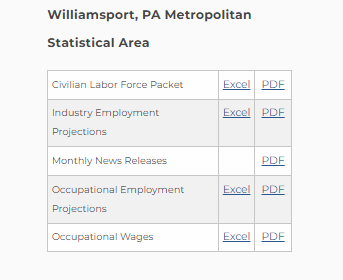 Williamsport, PA Metropolitan
Statistical Area
Civilian Labor Force Packet Excel PDF
Industry Employment Excel PDF
Projections
Monthly News Releases PDF
Occupational Employment Excel PDF
Projections
Occupational Wages Excel PDF